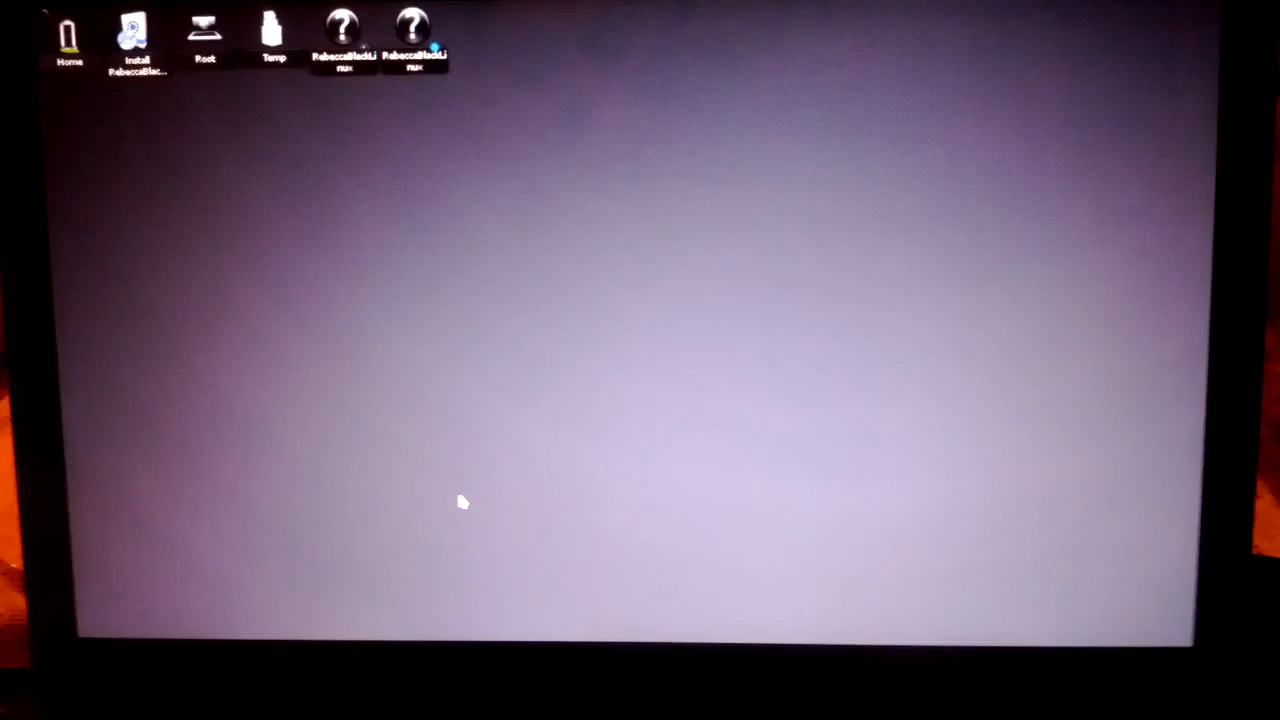 Home
Install
RebeccaBlac...
Root
Temp
RebeccaBlackLi
nux
RebeccaBlackLi
nux